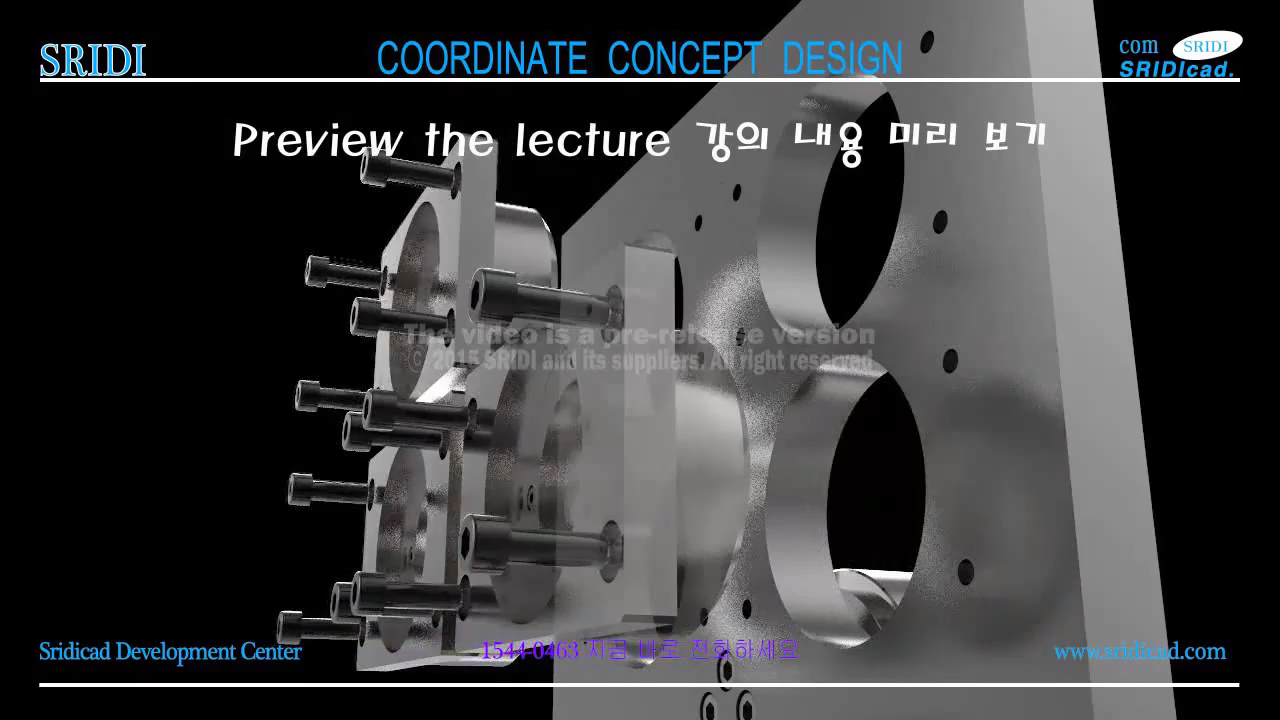 SRIDI
COORDINATE CONCEPT DESIGN
com SRIDI
SRIDIcad.
Preview the lecture 강의 내용 미리 보기
The video is a pre-release version
© 2015 SRIDI and its suppliers. All right reserved
Sridicad Development Center
1544-0463 지금 바로 전화하세요
www.sridicad.com